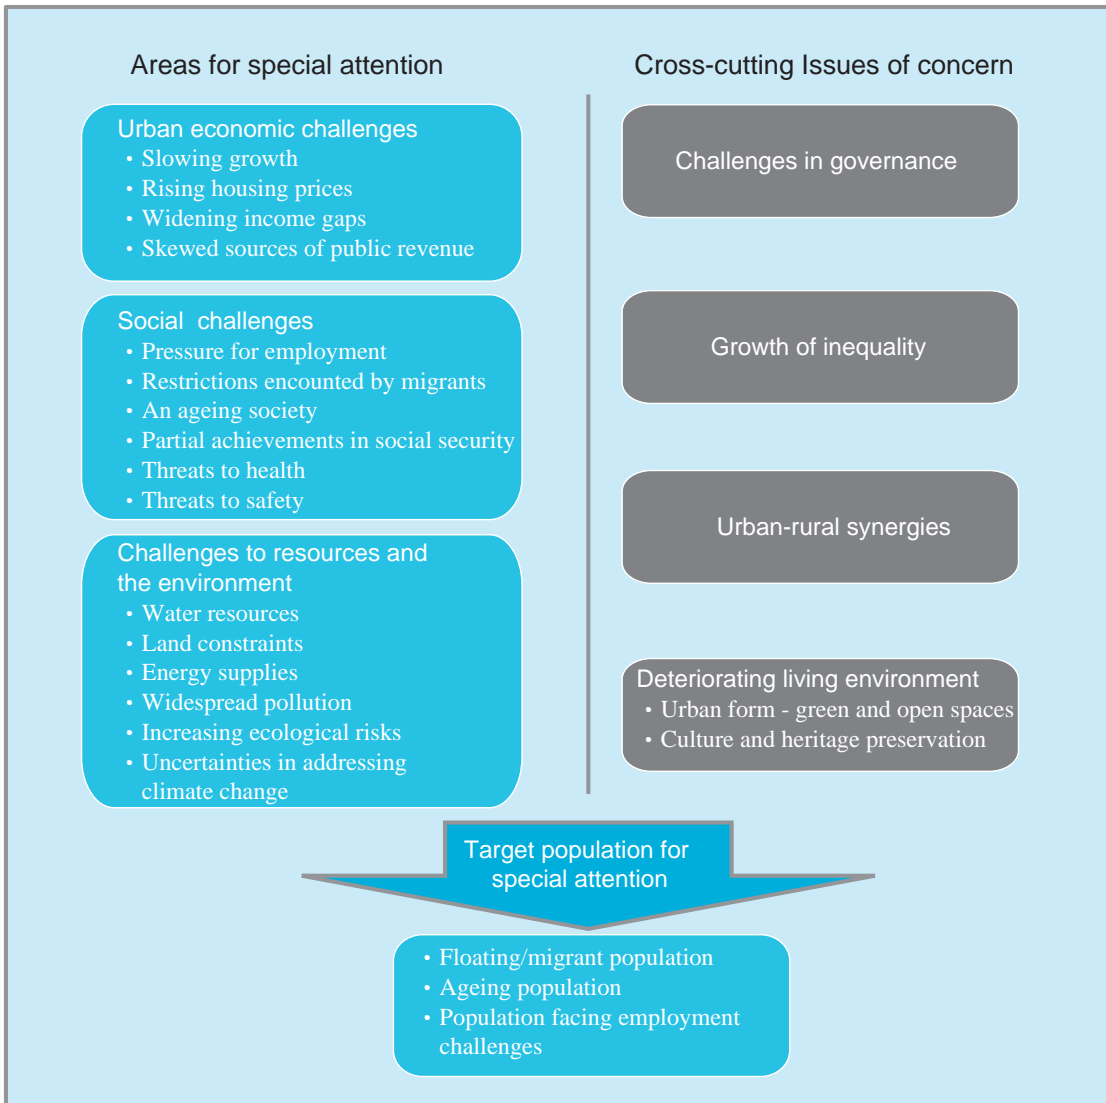 Areas for special attention
Urban economic challenges
• Slowing growth
• Rising housing prices
• Widening income gaps
• Skewed sources of public revenue
Social challenges
• Pressure for employment
• Restrictions encounted by migrants
• An ageing society
• Partial achievements in social security
• Threats to health
• Threats to safety
Challenges to resources and
the environment
• Water resources
• Land constraints
• Energy supplies
• Widespread pollution
• Increasing ecological risks
• Uncertainties in addressing
climate change
Cross-cutting Issues of concern
Challenges in governance
Growth of inequality
Urban-rural synergies
Deteriorating living environment
• Urban form - green and open spaces
• Culture and heritage preservation
Target population for
special attention
• Floating/migrant population
• Ageing population
• Population facing employment
challenges